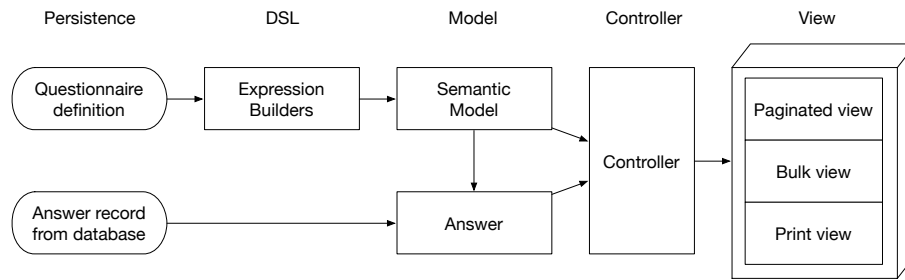 Persistence DSL Model Controller View
Questionnaire
definition
Expression
Builders
Semantic
Model
Controller
Paginated view
Bulk view
Print view
Answer record
from database
Answer